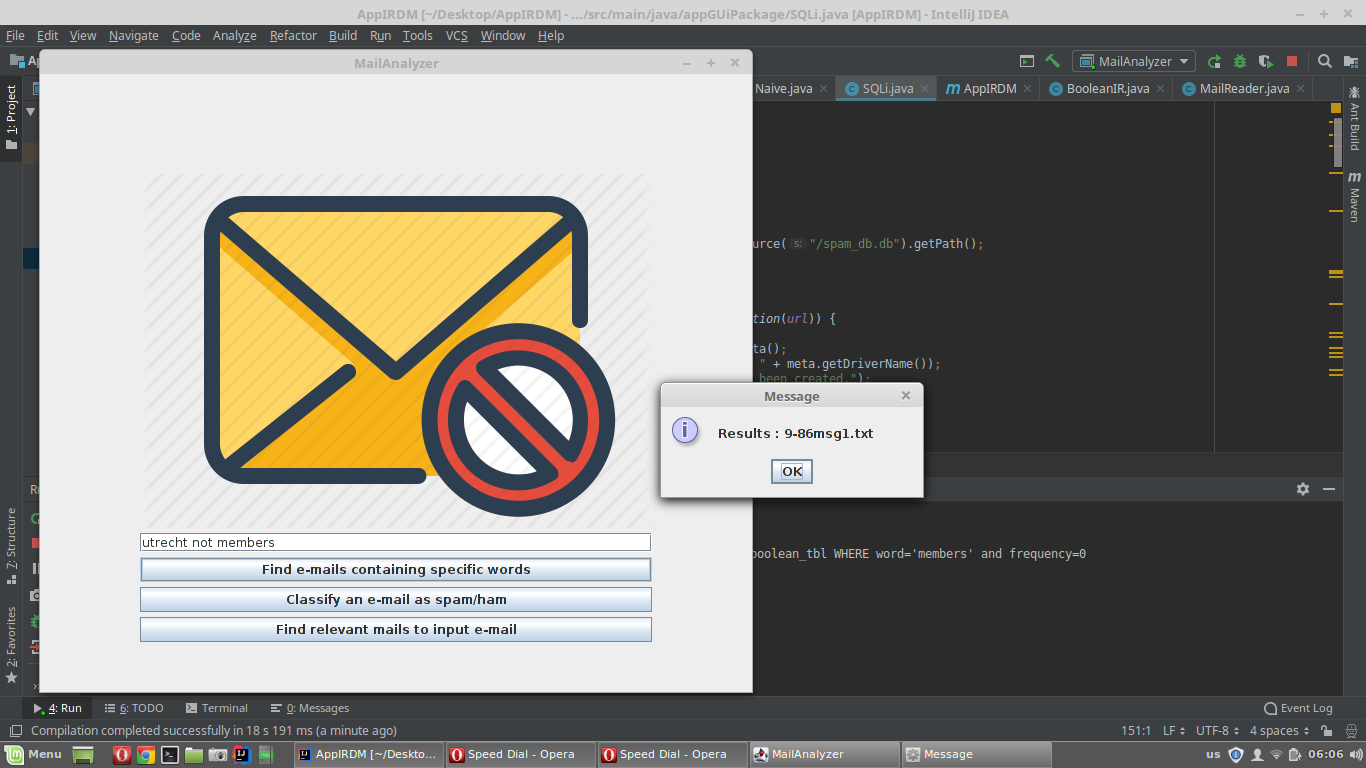 AppIRDM [~/Desktop/AppIRDM] - .../src/main/java/appGUiPackage/SQLi.java [AppIRDM] - IntelliJ IDEA
File Edit View Navigate Code Analyze Refactor Build Run Tools VCS Window Help
MailAnalyzer
MailAnalyzer
Naive.java SQLi.java AppIRDM BooleanIR.java MailReader.java
1: Project
Ant Build
Maven
urce( s: "/spam_db.db").getPath();
tion(url)) {
ta();
" + meta.getDriverName());
been created.");
Message
Results : 9-86msg1.txt
OK
utrecht not members
Find e-mails containing specific words
Classify an e-mail as spam/ham
Find relevant mails to input e-mail
boolean_tbl WHERE word='members' and frequency=0
Z: Structure
2: Favorites
4: Run 6: TODO Terminal 0: Messages Event Log
Compilation completed successfully in 18 s 191 ms (a minute ago) 151:1 LF UTF-8 4 spaces
Menu AppIRDM [~/Deskto... Speed Dial - Opera Speed Dial - Opera MailAnalyzer Message us 06:06